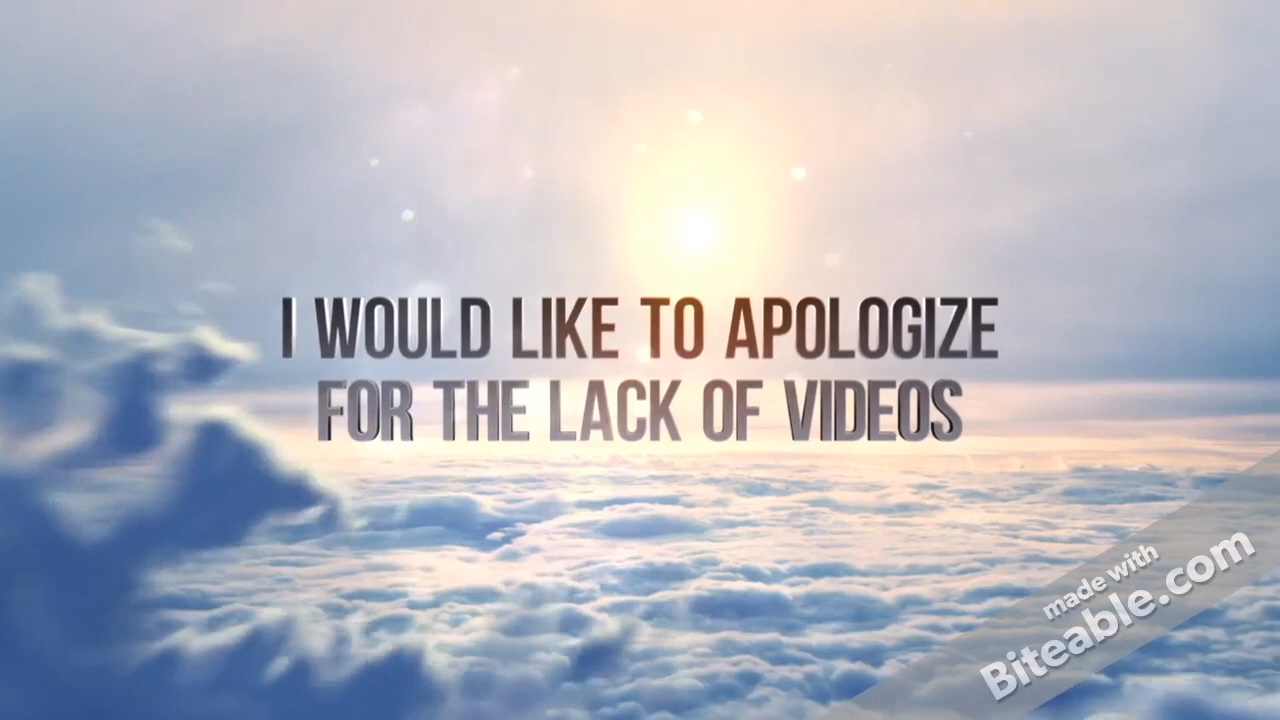 I WOULD LIKE TO APOLOGIZE
FOR THE LACK OF VIDEOS
made with
Biteable.com